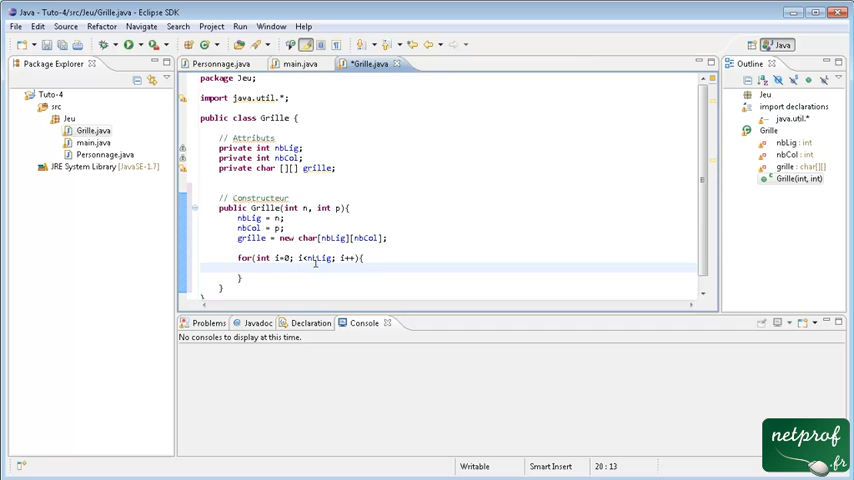 Java - Tuto-4/src/Jeu/Grille.java - Eclipse SDK
File Edit Source Refactor Navigate Search Project Run Window Help
Java
Package Explorer
Tuto-4
src
Jeu
Grille.java
main.java
Personnage.java
JRE System Library [JavaSE-1.7]
Personnage.java main.java *Grille.java
package Jeu;
import java.util.*;
public class Grille {
// Attributs
private int nbLig;
private int nbCol;
private char [][] grille;
// Constructeur
public Grille(int n, int p){
nbLig = n;
nbCol = p;
grille = new char[nbLig][nbCol];
for(int i=0; i<nbLig; i++){
}
}
}
Outline
Jeu
import declarations
java.util.*
Grille
nbLig : int
nbCol : int
grille : char[][]
Grille(int, int)
Problems Javadoc Declaration Console
No consoles to display at this time.
Writable Smart Insert 20 : 13
netprof
.fr